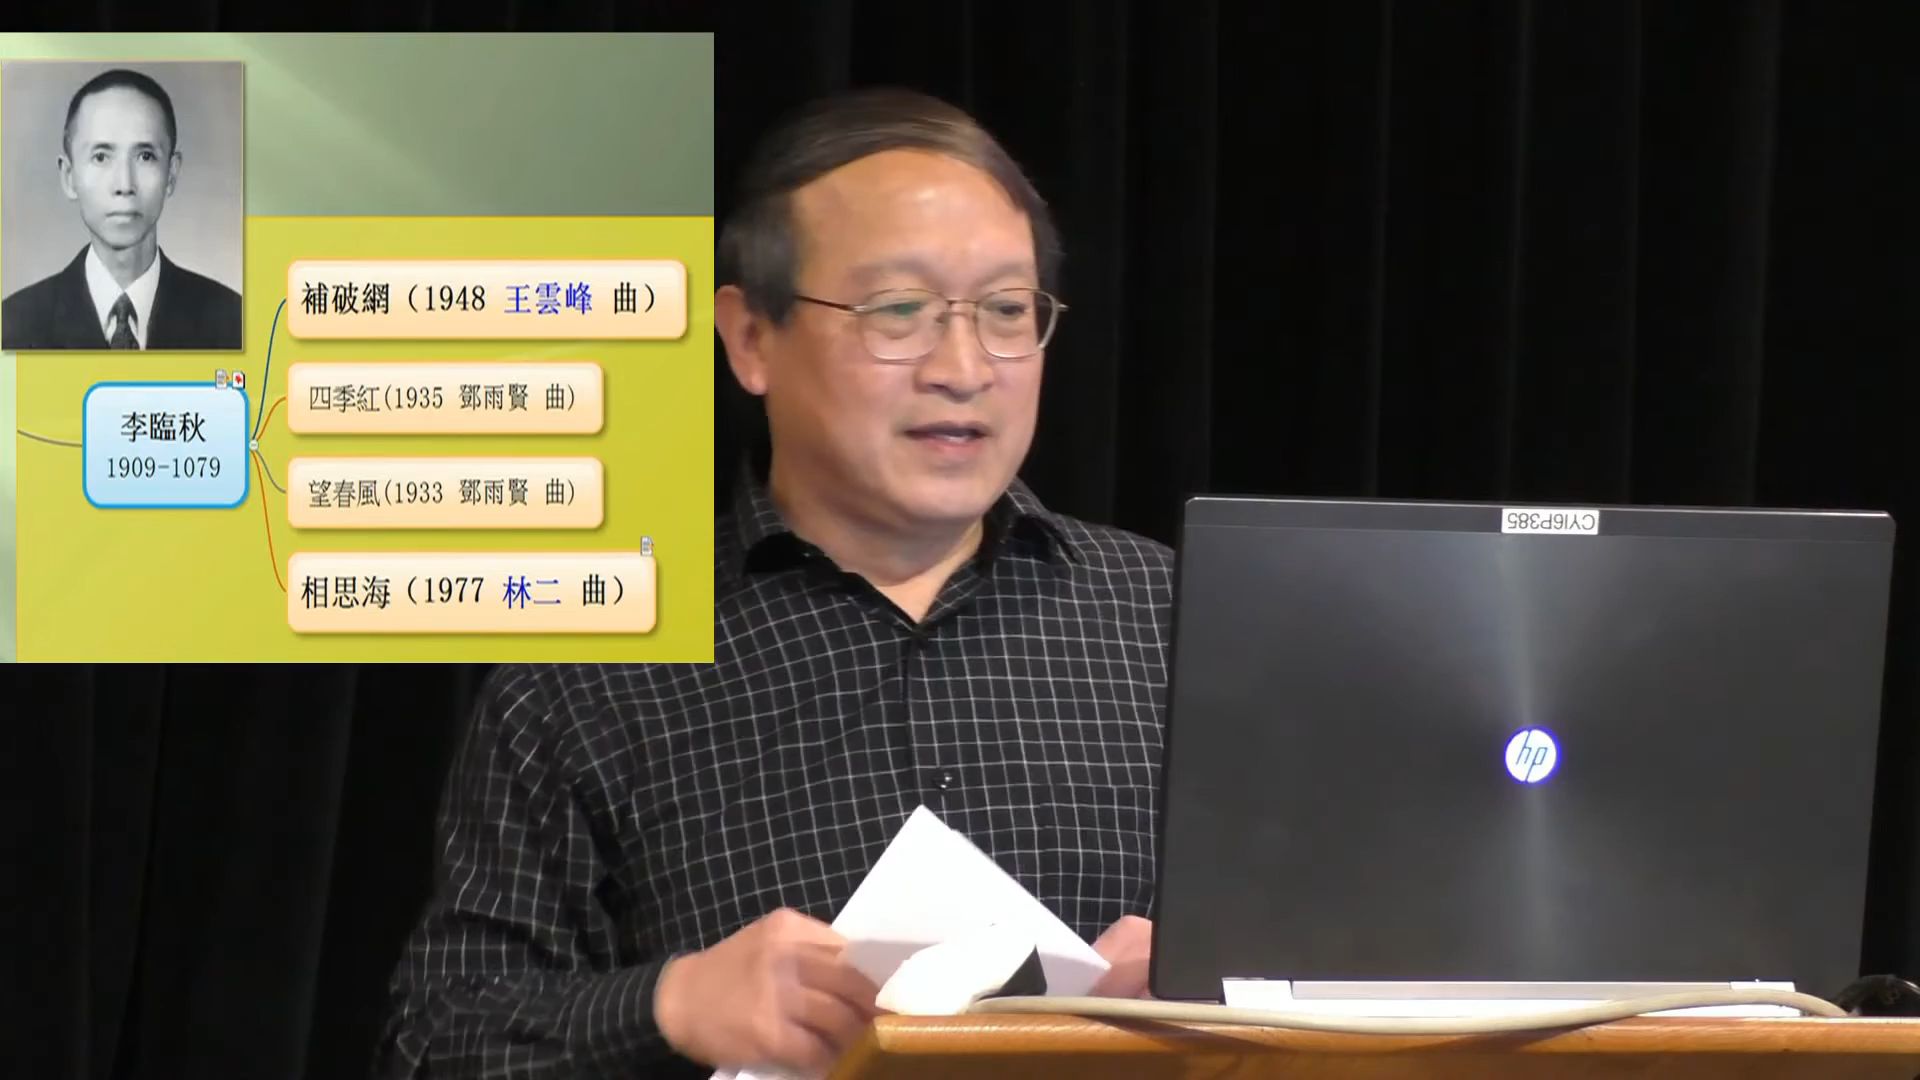 補破網（1948 王雲峰 曲）
四季紅(1935 鄧雨賢 曲)
李臨秋
1909-1079
望春風(1933 鄧雨賢 曲)
相思海（1977 林二 曲）
CYI6P385
hp